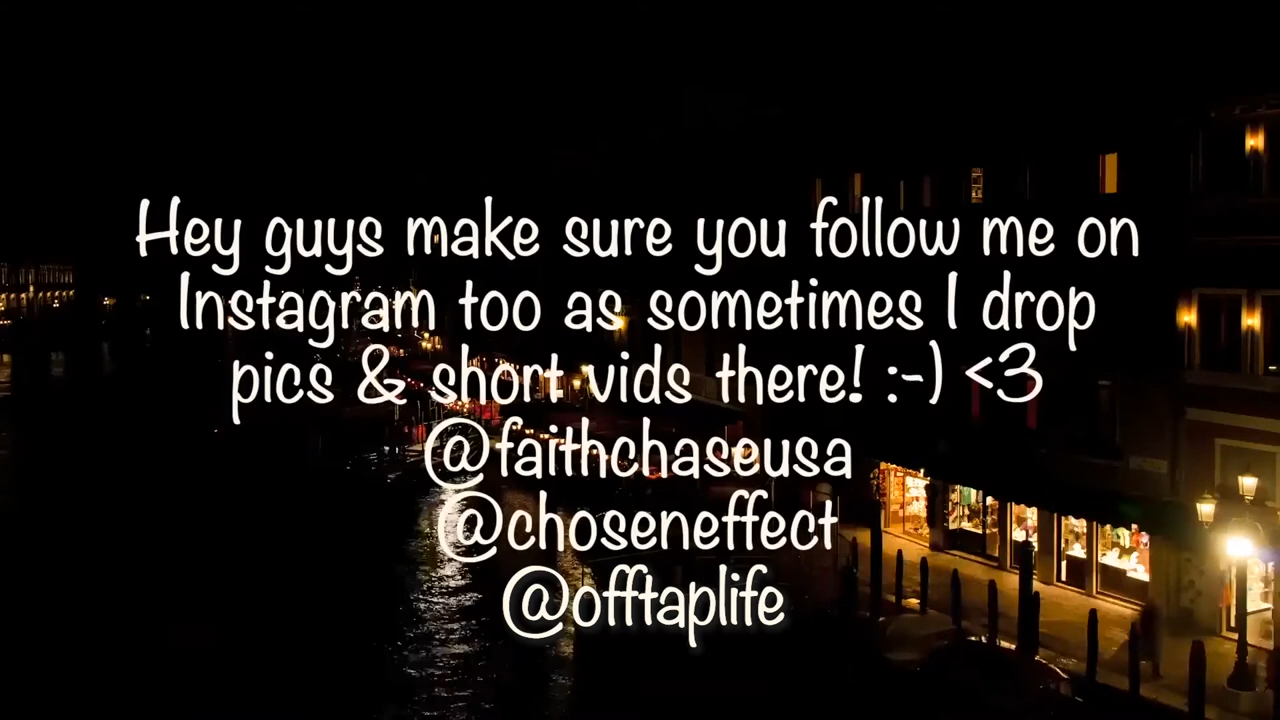 Hey guys make sure you follow me on
Instagram too as sometimes I drop
pics & short vids there! :-) <3
@faithchaseusa
@choseneffect
@offtaplife